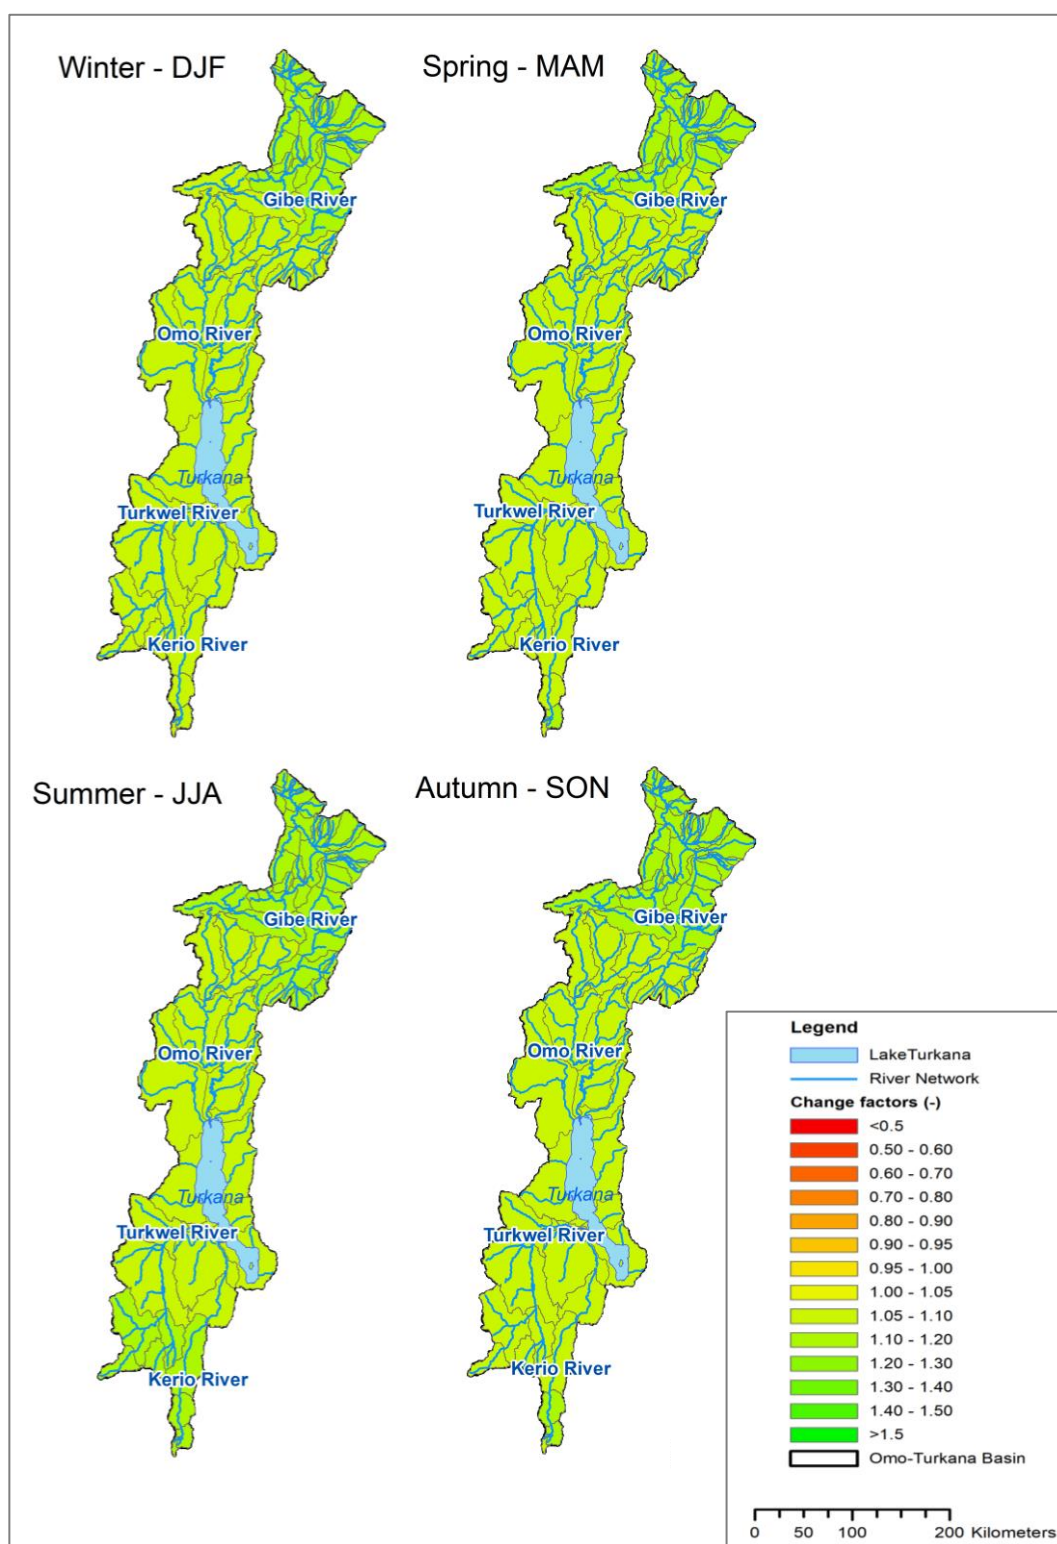 Winter - DJF
Spring - MAM
Gibe River
Gibe River
Omo River
Omo River
Turkana
Turkana
Turkwel River
Turkwel River
Kerio River
Kerio River
Summer - JJA
Autumn - SON
Gibe River
Gibe River
Omo River
Omo River
Turkana
Turkana
Turkwel River
Turkwel River
Kerio River
Kerio River
Legend
LakeTurkana
River Network
Change factors (-)
<0.5
0.50 - 0.60
0.60 - 0.70
0.70 - 0.80
0.80 - 0.90
0.90 - 0.95
0.95 - 1.00
1.00 - 1.05
1.05 - 1.10
1.10 - 1.20
1.20 - 1.30
1.30 - 1.40
1.40 - 1.50
>1.5
Omo-Turkana Basin
0 50 100 200 Kilometers